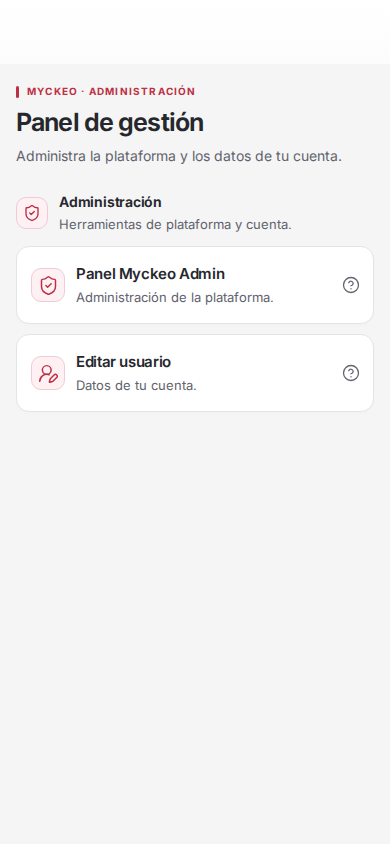 MYCKEO · ADMINISTRACIÓN
Panel de gestión
Administra la plataforma y los datos de tu cuenta.
Administración
Herramientas de plataforma y cuenta.
Panel Myckeo Admin
Administración de la plataforma.
Editar usuario
Datos de tu cuenta.